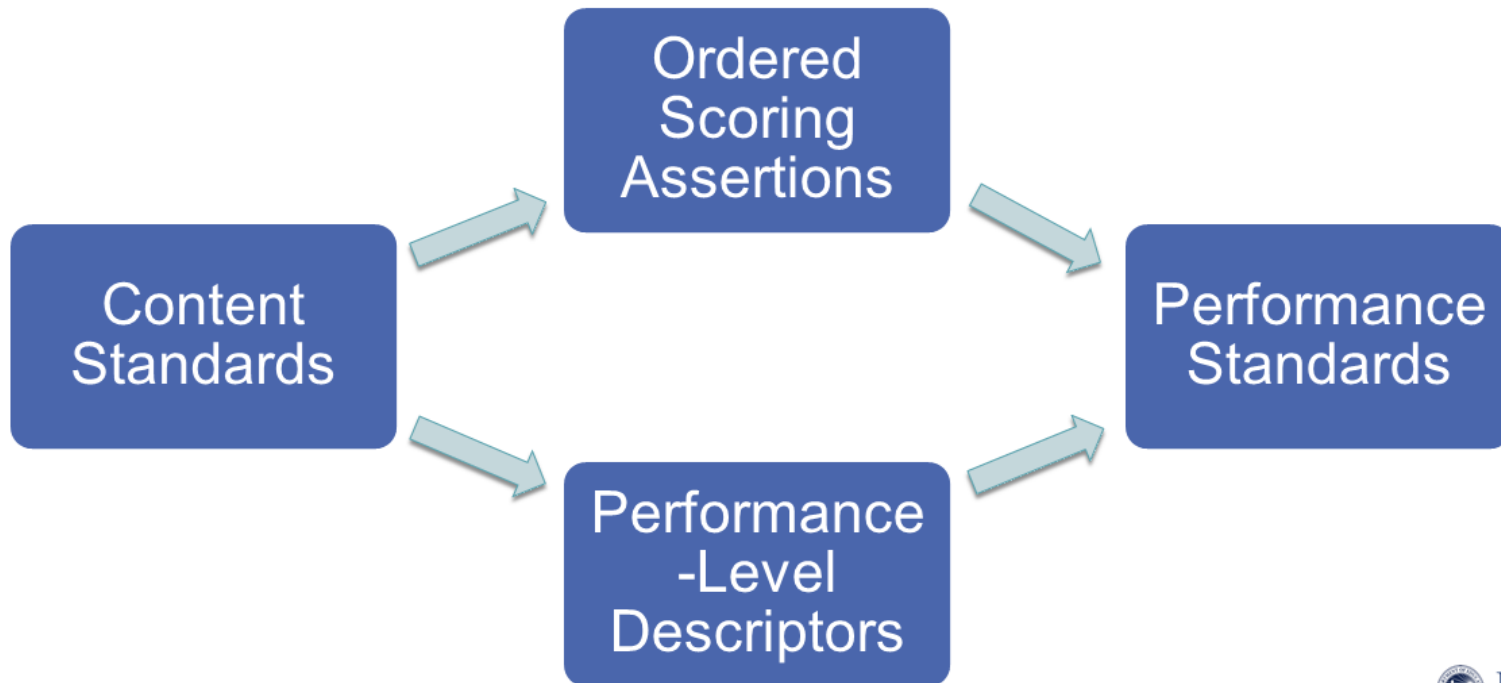 Ordered
Scoring
Assertions
Content
Standards
Performance
Standards
Performance
-Level
Descriptors